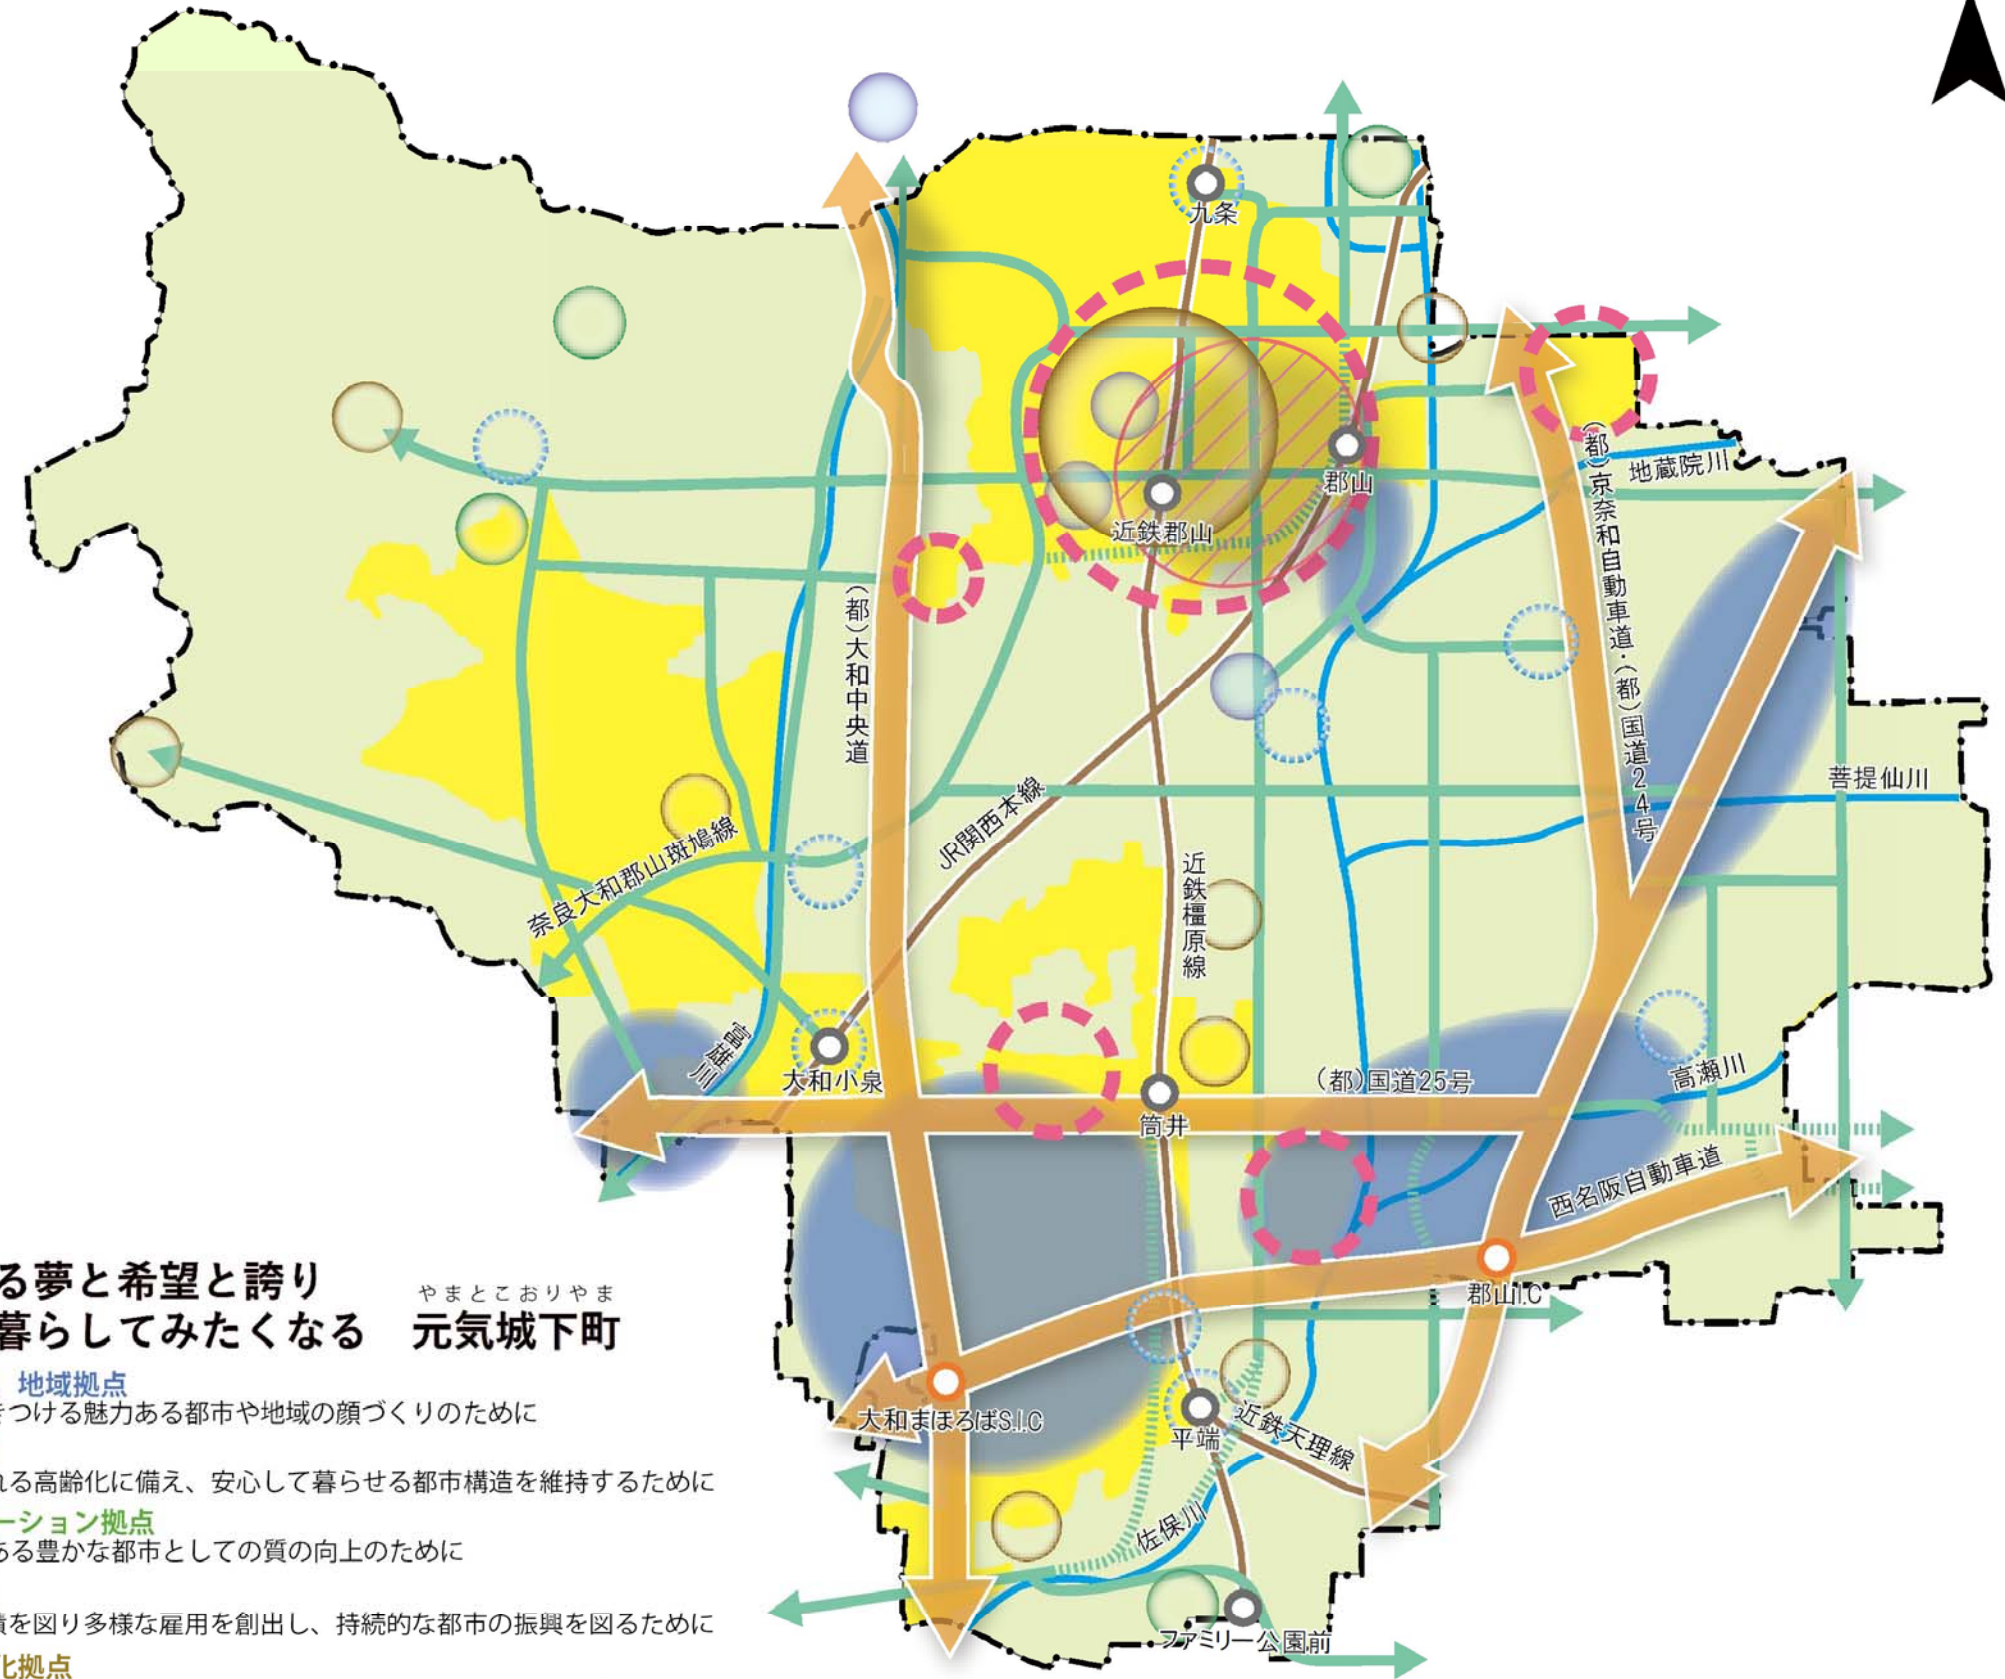 九条
郡山
近鉄郡山
地蔵院川
(都)京奈和自動車道・(都)国道24号
(都)大和中央道
菩提仙川
JR関西本線
奈良大和郡山斑鳩線
近鉄橿原線
富雄川
大和小泉
(都)国道25号
高瀬川
筒井
西名阪自動車道
郡山I.C
大和まほろばS.I.C
平端
近鉄天理線
佐保川
ファミリー公園前
る夢と希望と誇り
やまとこおりやま
暮らしてみたくなる 元気城下町
地域拠点
きつける魅力ある都市や地域の顔づくりのために
れる高齢化に備え、安心して暮らせる都市構造を維持するために
ーション拠点
ある豊かな都市としての質の向上のために
を図り多様な雇用を創出し、持続的な都市の振興を図るために
化拠点